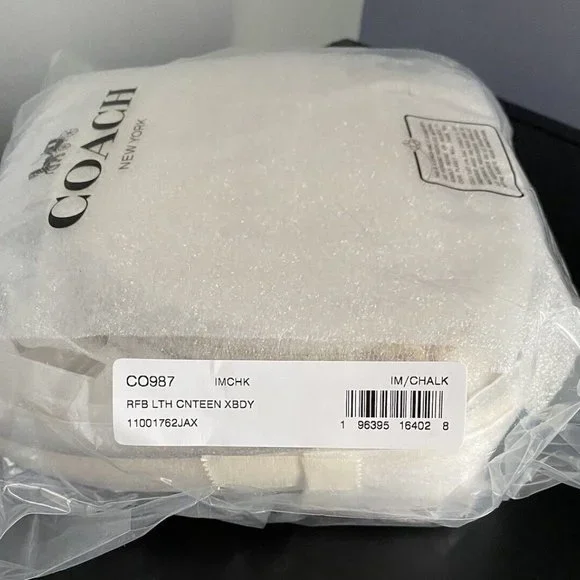 COACH
NEW YORK
CO987 IMCHK IM/CHALK
RFB LTH CNTEEN XBDY
11001762JAX
1 96395 16402 8